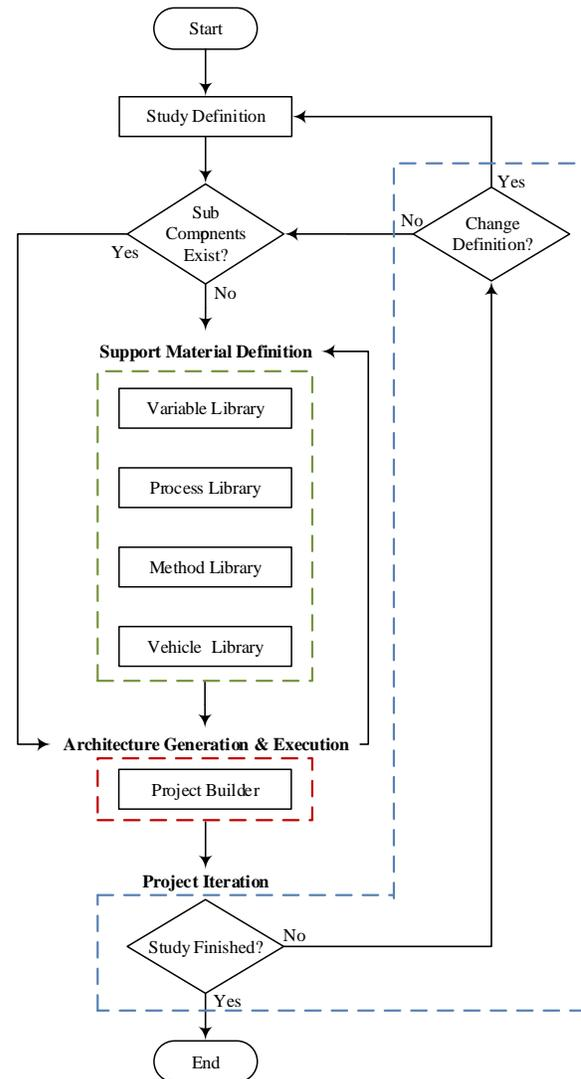 Start
Study Definition
Yes
Sub
Compnents
Exist?
No
Change
Definition?
Yes
No
Support Material Definition
Variable Library
Process Library
Method Library
Vehicle Library
Architecture Generation & Execution
Project Builder
Project Iteration
Study Finished?
No
Yes
End